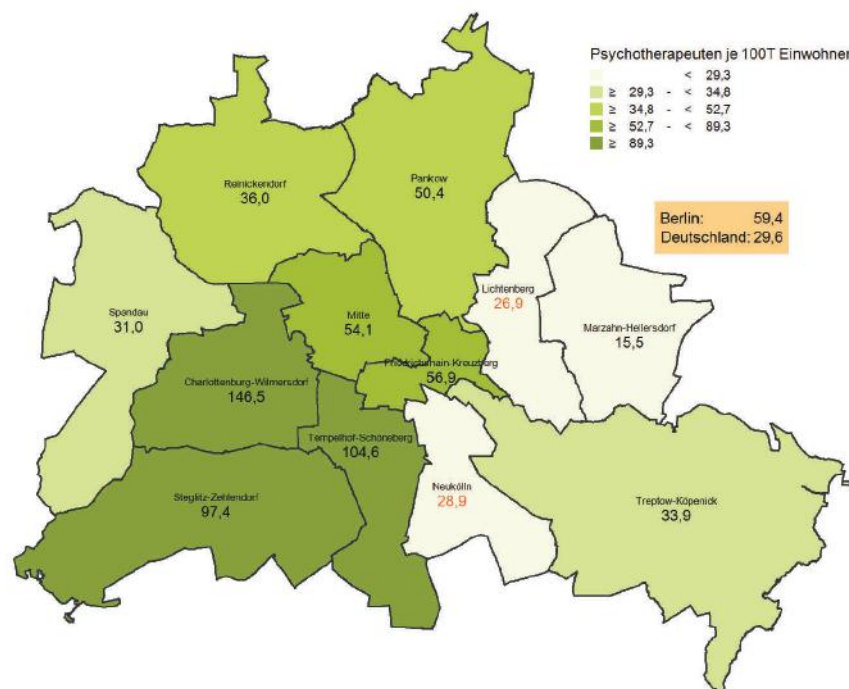 Psychotherapeuten je 100T Einwohner
< 29,3
≥ 29,3 - < 34,8
≥ 34,8 - < 52,7
≥ 52,7 - < 89,3
≥ 89,3
Berlin: 59,4
Deutschland: 29,6
Reinickendorf
36,0
Pankow
50,4
Lichtenberg
26,9
Marzahn-Hellersdorf
15,5
Spandau
31,0
Mitte
54,1
Friedrichshain-Kreuzberg
56,9
Charlottenburg-Wilmersdorf
146,5
Tempelhof-Schöneberg
104,6
Steglitz-Zehlendorf
97,4
Neukölln
28,9
Treptow-Köpenick
33,9